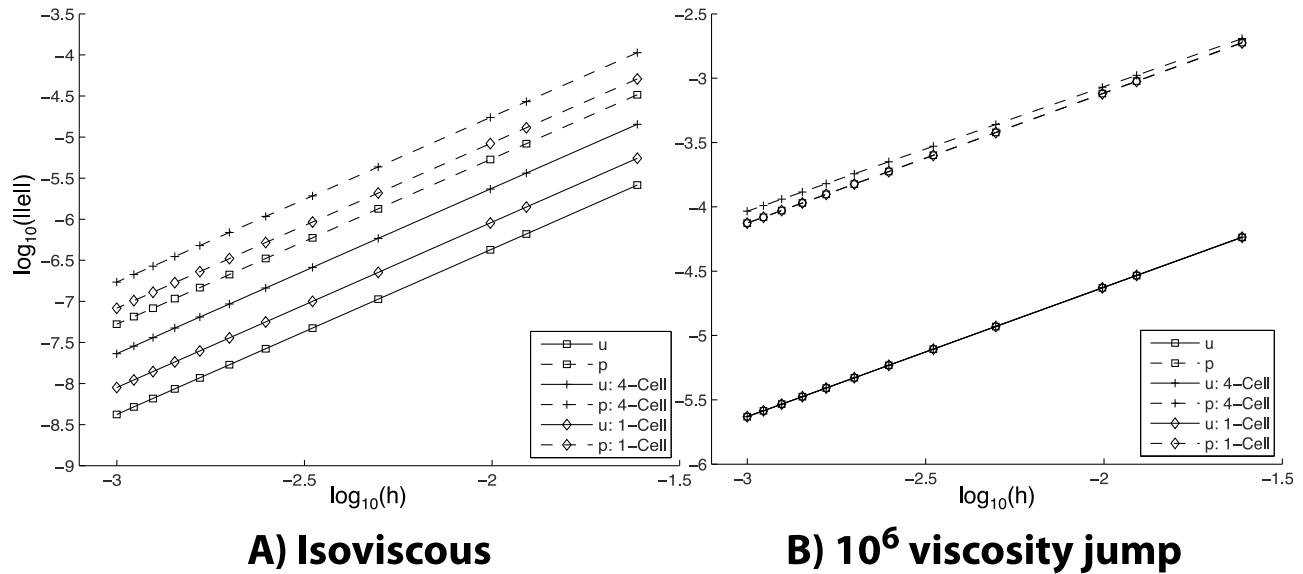 −3.5
−4
−4.5
−5
−5.5
−6
−6.5
−7
−7.5
−8
−8.5
−9
log10(||e||)
−3
−2.5
−2
−1.5
log10(h)
u
p
u: 4−Cell
p: 4−Cell
u: 1−Cell
p: 1−Cell
A) Isoviscous
−2.5
−3
−3.5
−4
−4.5
−5
−5.5
−6
−3
−2.5
−2
−1.5
log10(h)
u
p
u: 4−Cell
p: 4−Cell
u: 1−Cell
p: 1−Cell
B) 10⁶ viscosity jump